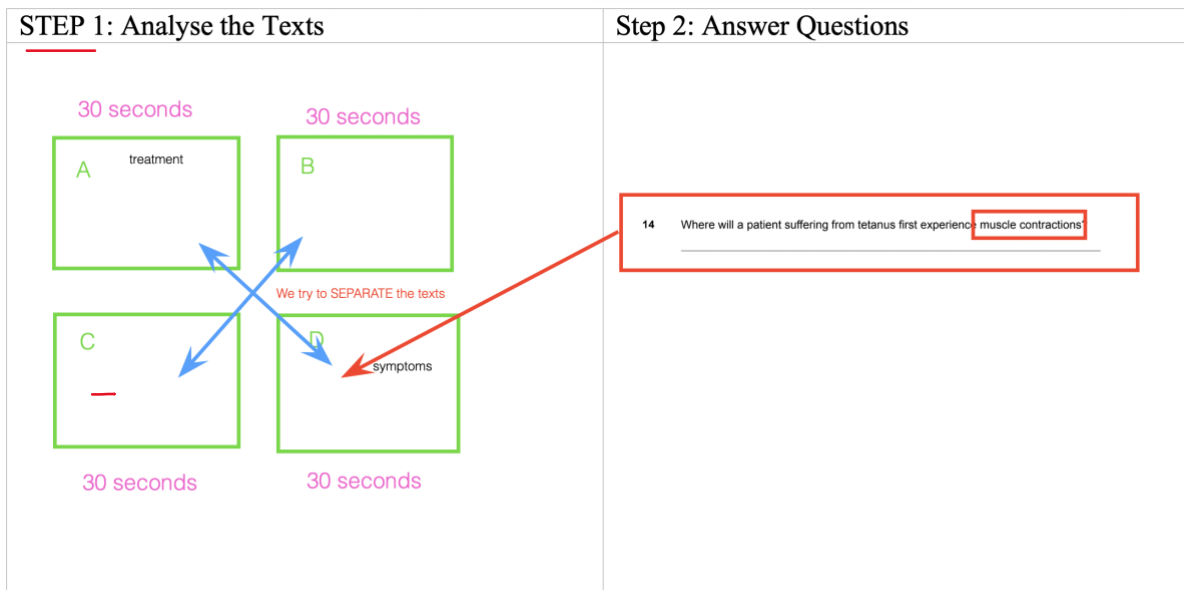 STEP 1: Analyse the Texts
Step 2: Answer Questions
30 seconds
30 seconds
A
treatment
B
14 Where will a patient suffering from tetanus first experience muscle contractions?
We try to SEPARATE the texts
C
D
symptoms
30 seconds
30 seconds